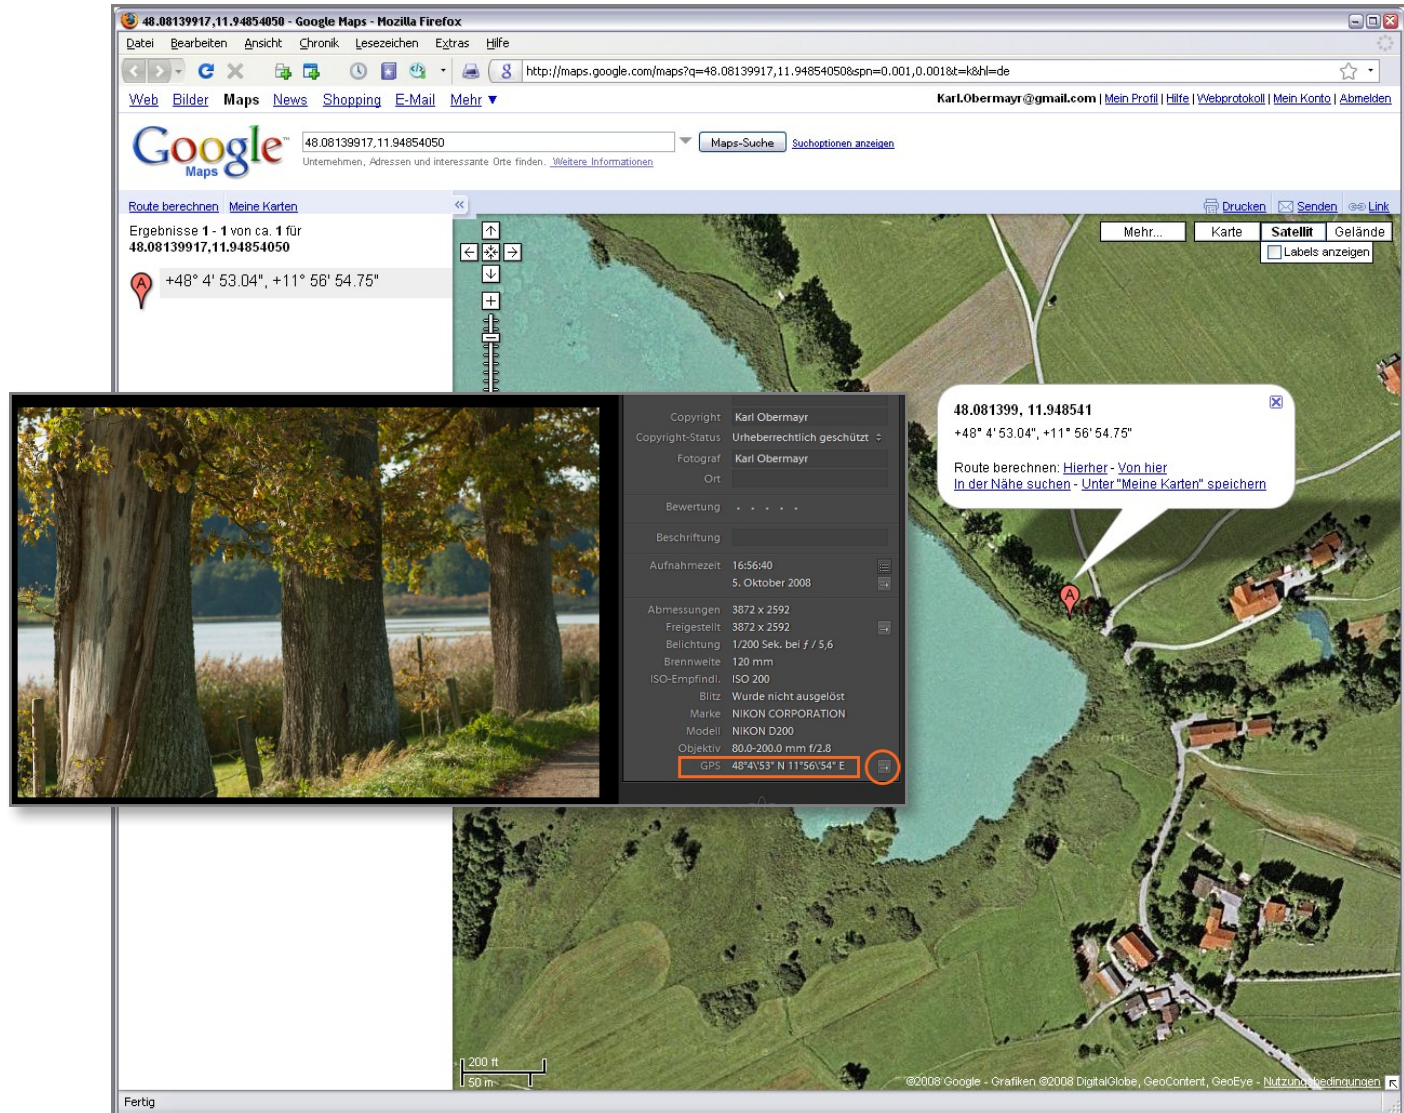 48.08139917,11.94854050 - Google Maps - Mozilla Firefox
Datei Bearbeiten Ansicht Chronik Lesezeichen Extras Hilfe
http://maps.google.com/maps?q=48.08139917,11.94854050&spn=0.001,0.001&t=k&hl=de
Web Bilder Maps News Shopping E-Mail Mehr ▼
Karl.Obermayr@gmail.com | Mein Profil | Hilfe | Webprotokoll | Mein Konto | Abmelden
Google™ Maps
48.08139917,11.94854050
Maps-Suche
Suchoptionen anzeigen
Unternehmen, Adressen und interessante Orte finden. Weitere Informationen
Route berechnen Meine Karten
«
Drucken Senden Link
Ergebnisse 1 - 1 von ca. 1 für
48.08139917,11.94854050
A +48° 4' 53.04", +11° 56' 54.75"
Mehr... Karte Satellit Gelände
Labels anzeigen
48.081399, 11.948541
+48° 4' 53.04", +11° 56' 54.75"
Route berechnen: Hierher - Von hier
In der Nähe suchen - Unter "Meine Karten" speichern
A
Copyright Karl Obermayr
Copyright-Status Urheberrechtlich geschützt
Fotograf Karl Obermayr
Ort
Bewertung . . . . .
Beschriftung
Aufnahmezeit 16:56:40
5. Oktober 2008
Abmessungen 3872 x 2592
Freigestellt 3872 x 2592
Belichtung 1/200 Sek. bei ƒ / 5,6
Brennweite 120 mm
ISO-Empfindl. ISO 200
Blitz Wurde nicht ausgelöst
Marke NIKON CORPORATION
Modell NIKON D200
Objektiv 80.0-200.0 mm f/2.8
GPS 48°4\'53" N 11°56\'54" E
200 ft
50 m
©2008 Google - Grafiken ©2008 DigitalGlobe, GeoContent, GeoEye - Nutzungsbedingungen
Fertig